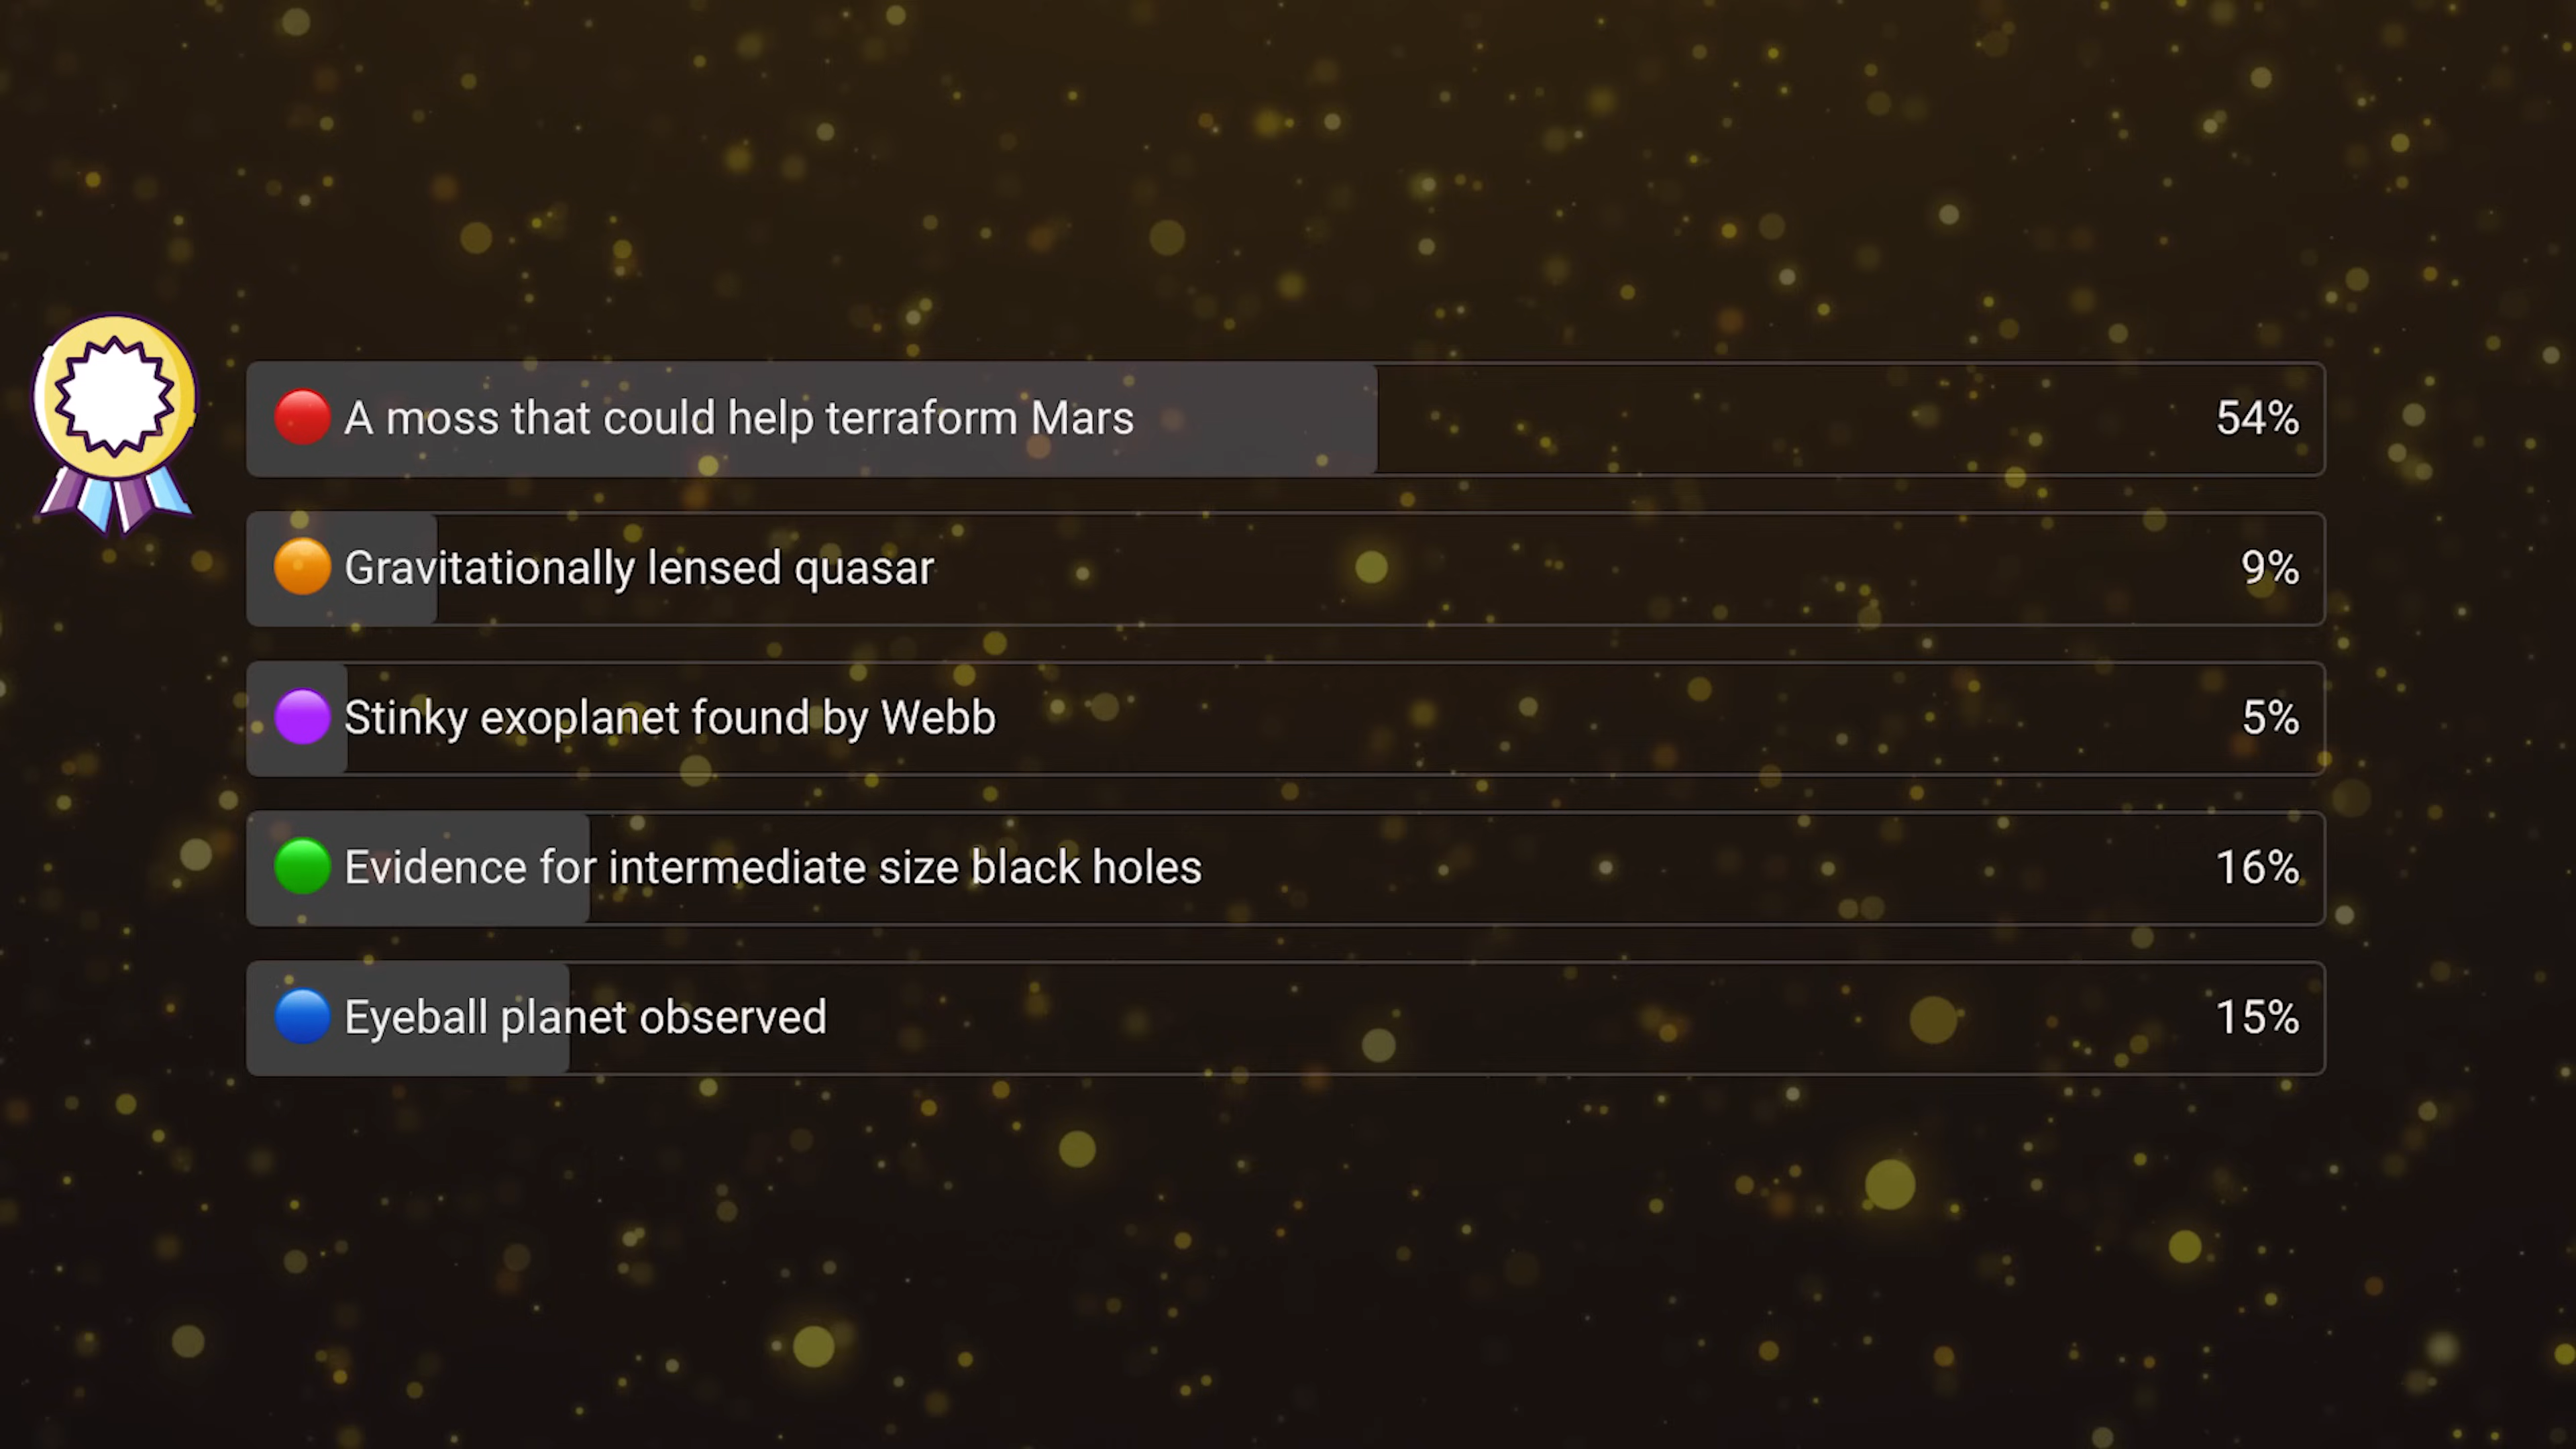 A moss that could help terraform Mars 54%
Gravitationally lensed quasar 9%
Stinky exoplanet found by Webb 5%
Evidence for intermediate size black holes 16%
Eyeball planet observed 15%